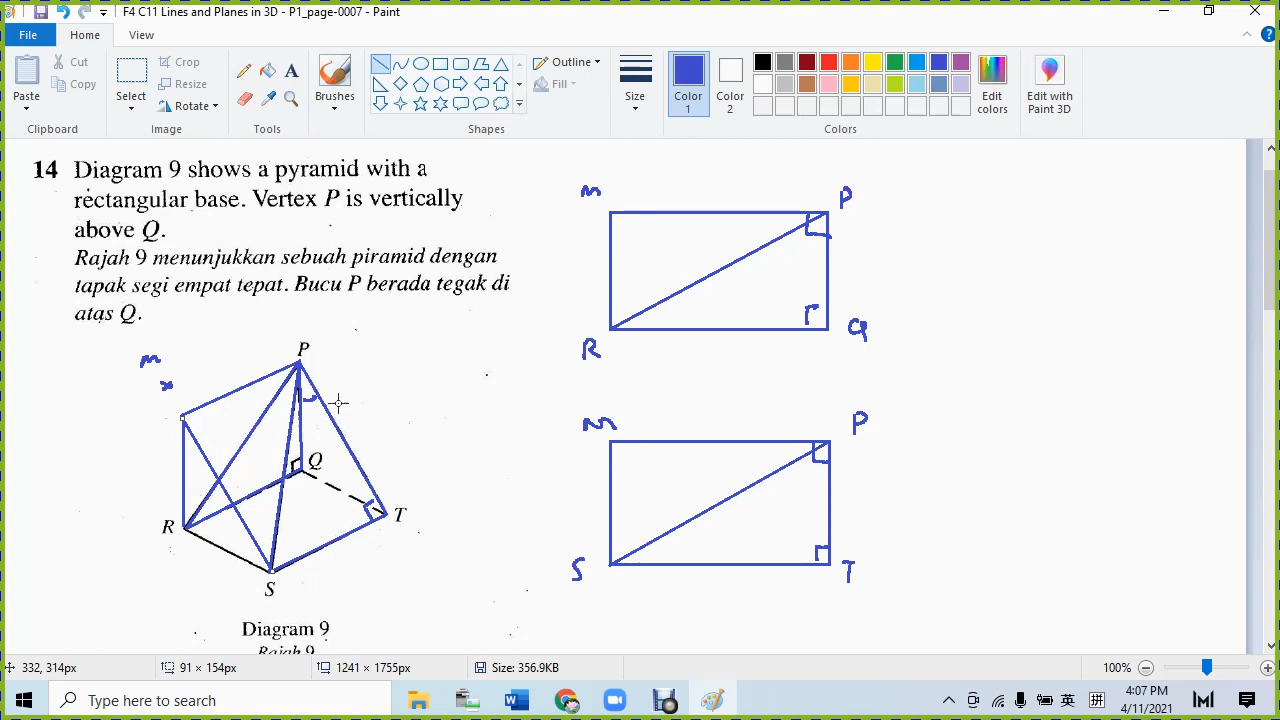 F4 C11 Lines and Planes in 3D - P1_page-0007 - Paint
File
Home
View
Paste
Cut
Copy
Clipboard
Select
Crop
Resize
Rotate
Image
Tools
Brushes
Shapes
Outline
Fill
Size
Color 1
Color 2
Edit colors
Edit with Paint 3D
Colors
14 Diagram 9 shows a pyramid with a
rectangular base. Vertex P is vertically
above Q.
Rajah 9 menunjukkan sebuah piramid dengan
tapak segi empat tepat. Bucu P berada tegak di
atas Q.
M
P
Q
R
T
S
Diagram 9
Rajah 9
M
P
R
Q
M
P
S
T
332, 314px
91 × 154px
1241 × 1755px
Size: 356.9KB
100%
Type here to search
英
拼
4:07 PM
4/11/2021